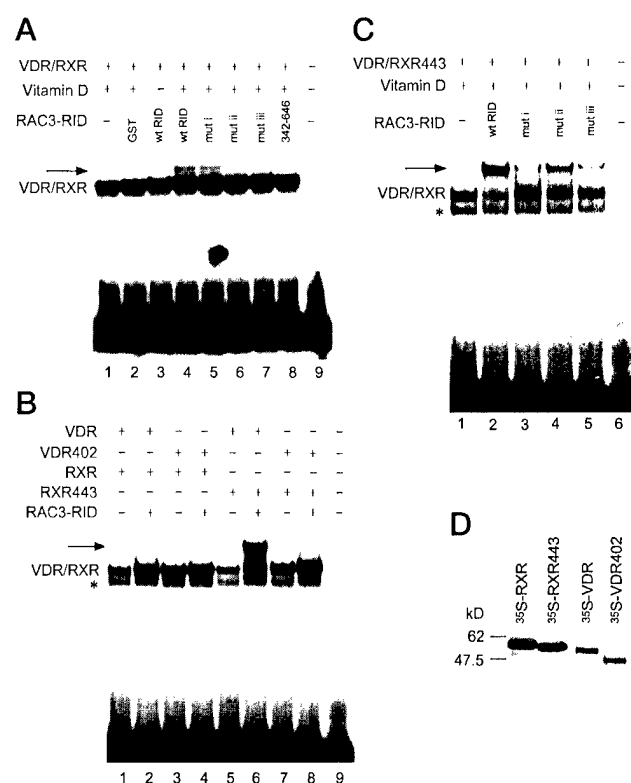 A
VDR/RXR + + + + + + + + –
Vitamin D + + – + + + + + –
RAC3-RID – GST wt RID wt RID mut i mut ii mut iii 342-646 –
VDR/RXR
1 2 3 4 5 6 7 8 9
B
VDR + + – – + + – – –
VDR402 – – + + – – + + –
RXR + + + + – – – – –
RXR443 – – – – + + + + –
RAC3-RID – + – + – + – + –
VDR/RXR
*
1 2 3 4 5 6 7 8 9
C
VDR/RXR443 + + + + + –
Vitamin D + + + + + –
RAC3-RID – wt RID mut i mut ii mut iii –
VDR/RXR
*
1 2 3 4 5 6
D
kD 35S-RXR 35S-RXR443 35S-VDR 35S-VDR402
62
47.5